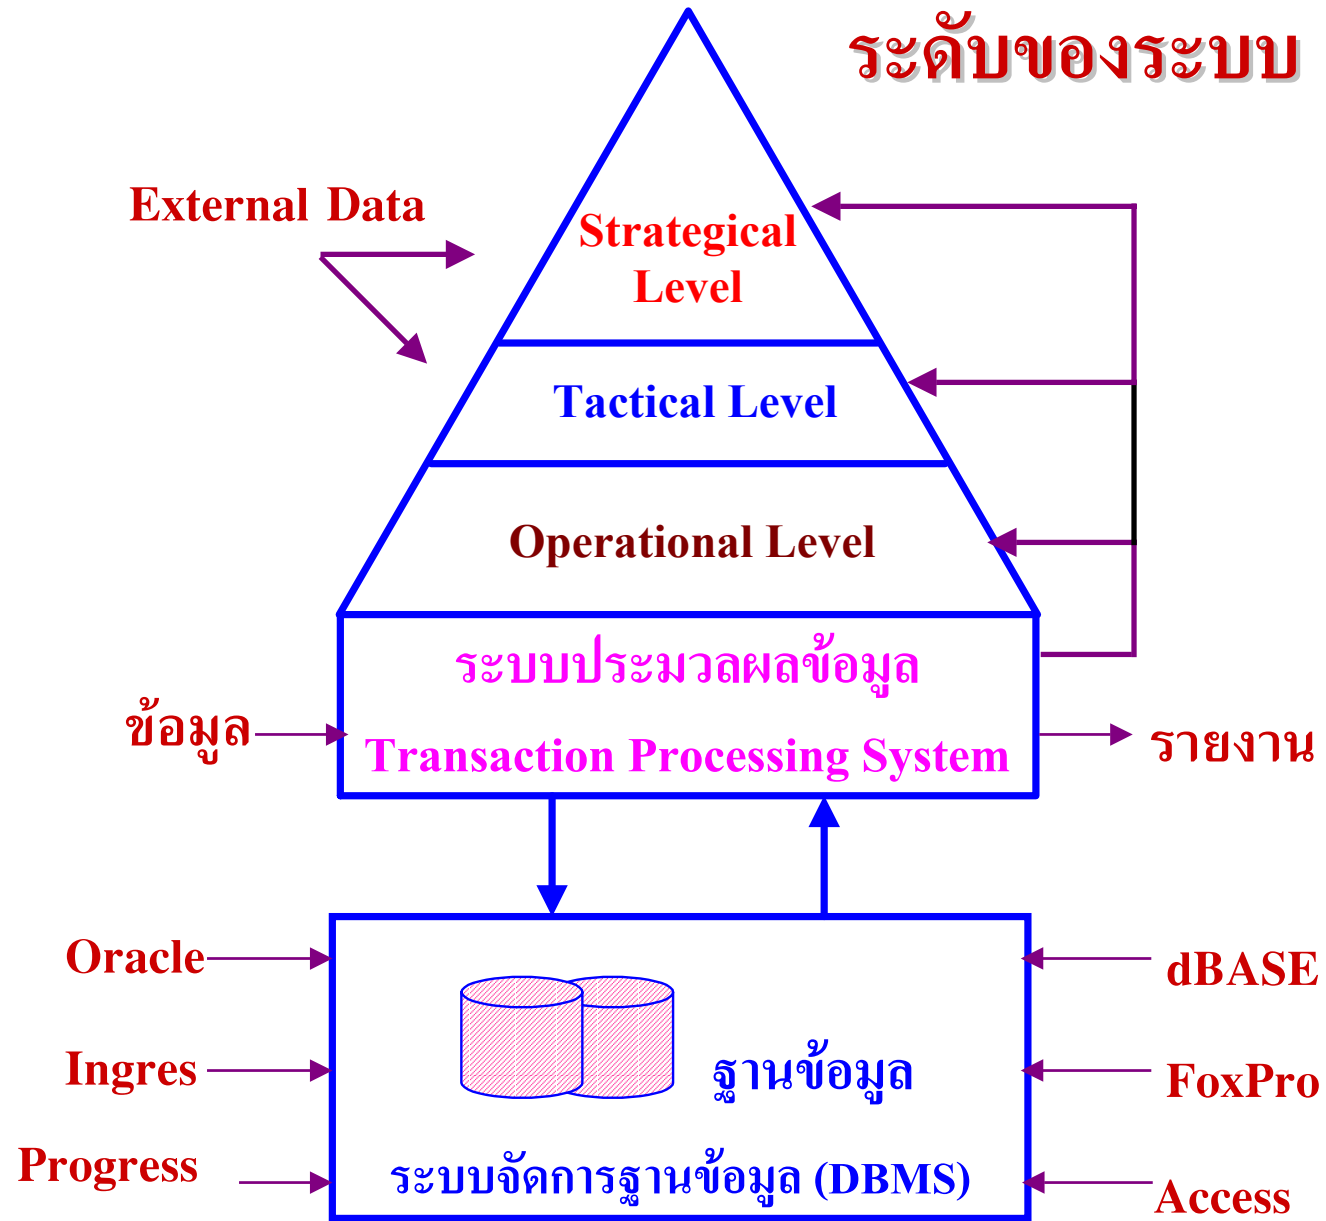 ระดับของระบบ
External Data
Strategical
Level
Tactical Level
Operational Level
ระบบประมวลผลข้อมูล
ข้อมูล
Transaction Processing System
รายงาน
Oracle
dBASE
Ingres
ฐานข้อมูล
FoxPro
Progress
ระบบจัดการฐานข้อมูล (DBMS)
Access